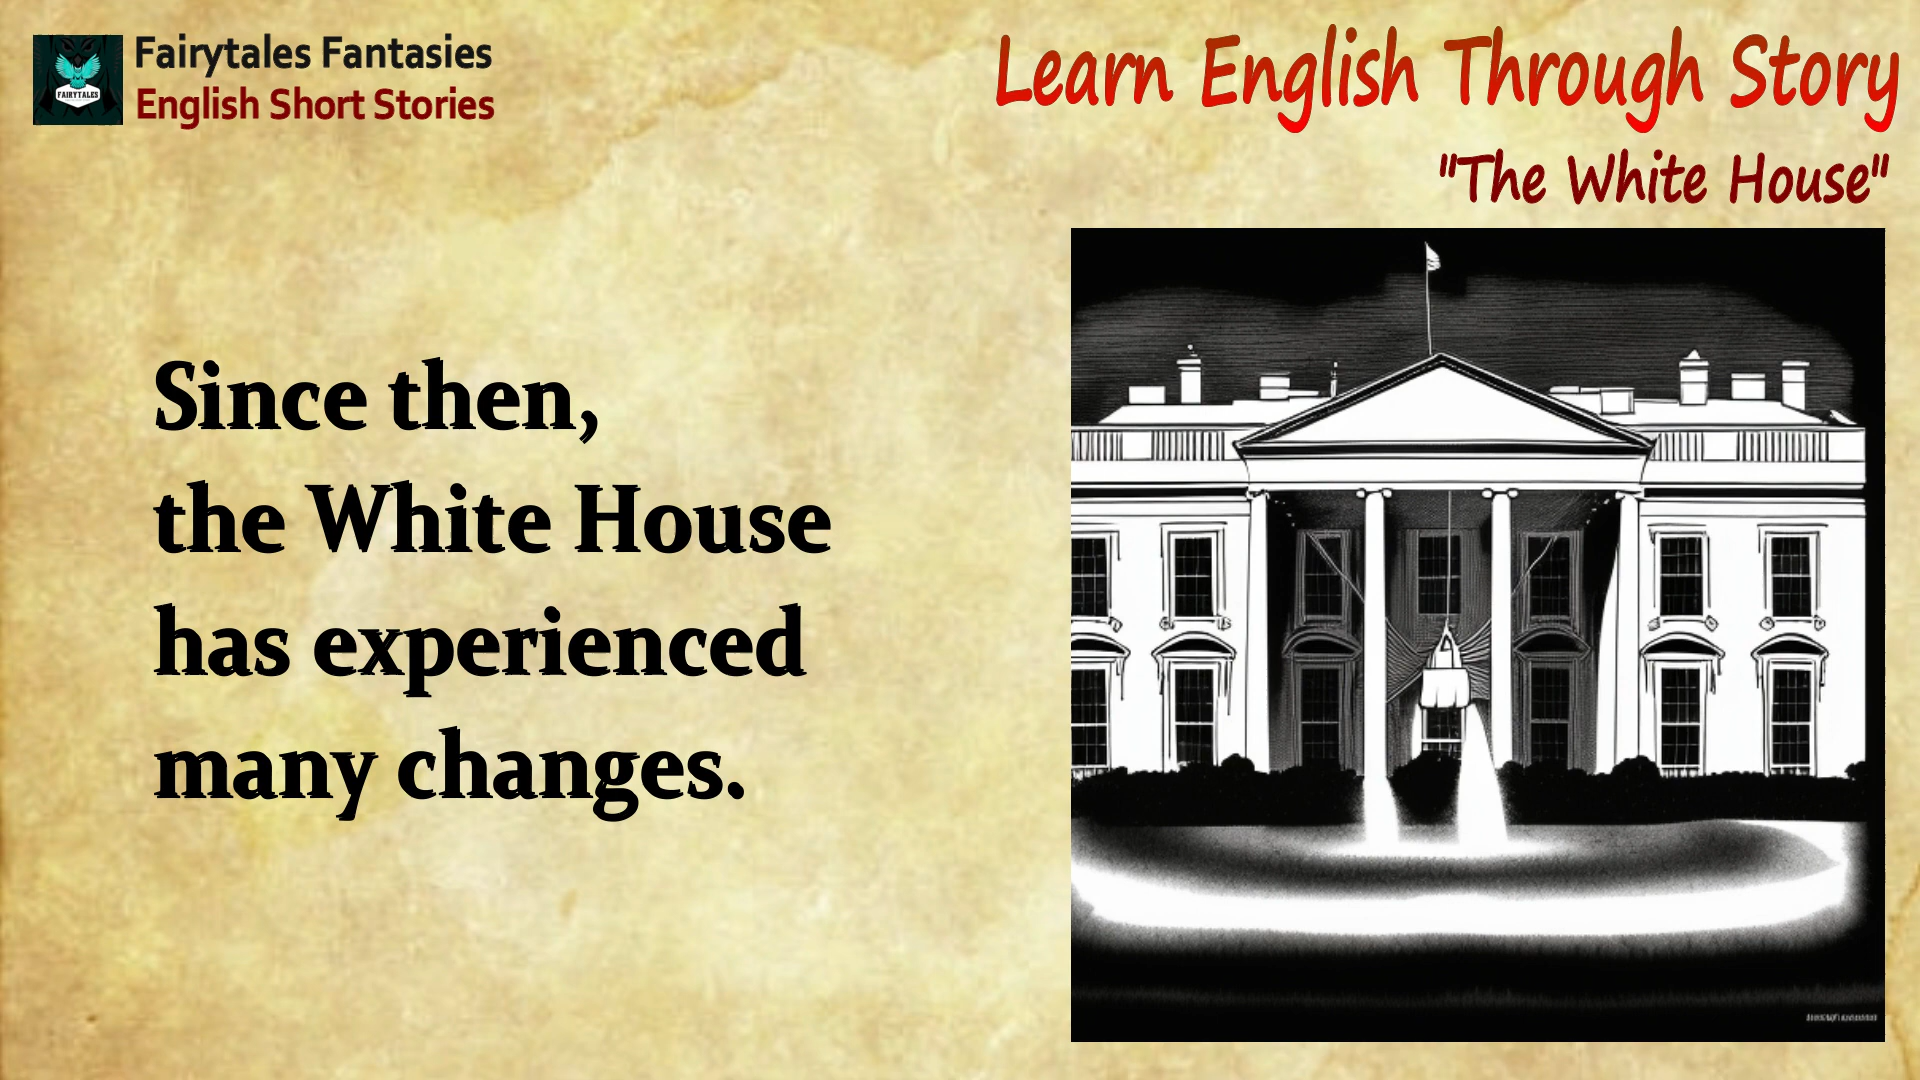 Fairytales Fantasies
English Short Stories
FAIRYTALES
Learn English Through Story
"The White House"
Since then,
the White House
has experienced
many changes.